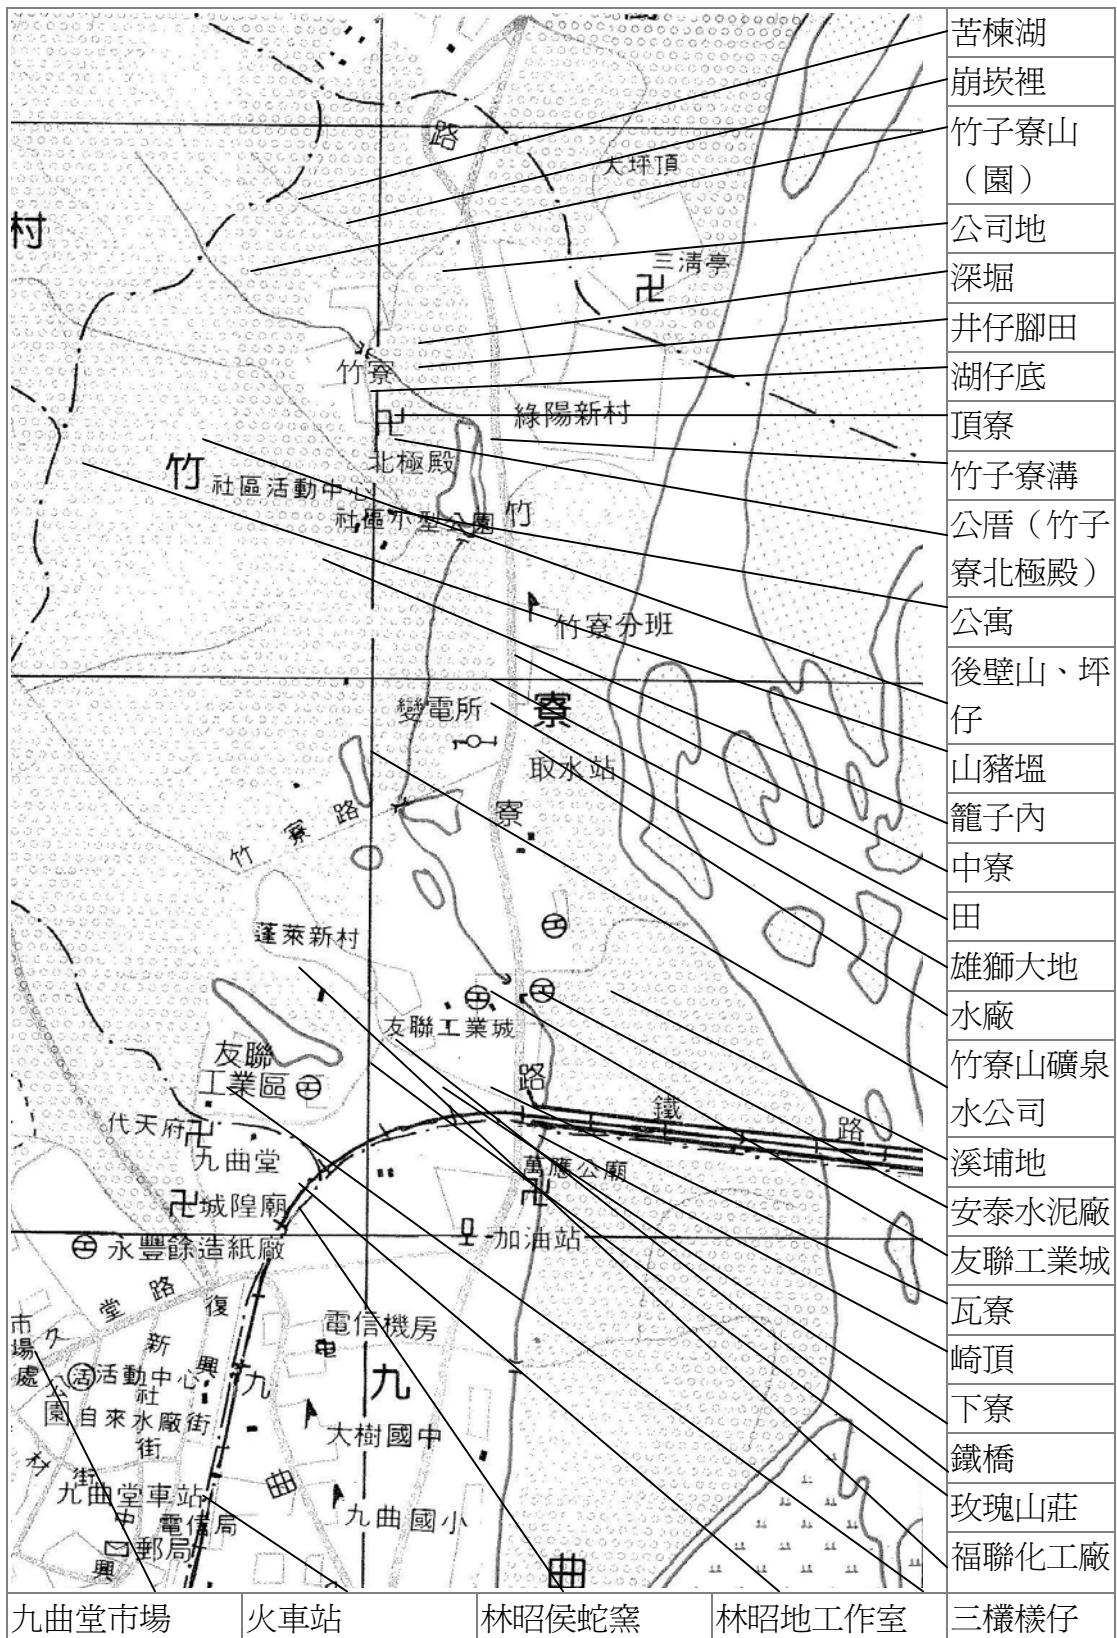 苦楝湖
崩崁裡
竹子寮山
（園）
公司地
深堀
井仔腳田
湖仔底
頂寮
竹子寮溝
公厝（竹子
寮北極殿）
公寓
後壁山、坪
仔
山豬堀
籠子內
中寮
田
雄獅大地
水廠
竹寮山礦泉
水公司
溪埔地
安泰水泥廠
友聯工業城
瓦寮
崎頂
下寮
鐵橋
玫瑰山莊
福聯化工廠
三欉檨仔
路
大坪頂
村
三清亭
竹寮
綠陽新村
北極殿
竹
社區活動中心
社區小型公園
竹
竹寮分班
變電所
寮
取水站
竹寮路
寮
蓬萊新村
友聯工業城
友聯
工業區
路
鐵路
代天府
九曲堂
萬應公廟
城隍廟
加油站
永豐餘造紙廠
久堂路
復興
市場
處
新
電信機房
活
活動中心
九
九
公園
社
自來水廠街
街
大樹國中
村
街
曲
九曲堂車站
九曲國小
中
電信局
郵局
興
曲
九曲堂市場
火車站
林昭侯蛇窯
林昭地工作室